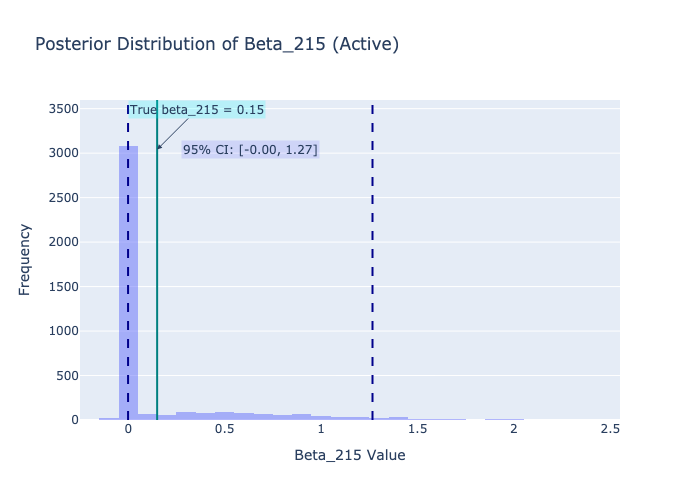 Posterior Distribution of Beta_215 (Active)
3500
True beta_215 = 0.15
95% CI: [-0.00, 1.27]
3000
2500
2000
1500
1000
500
0
Frequency
0
0.5
1
1.5
2
2.5
Beta_215 Value